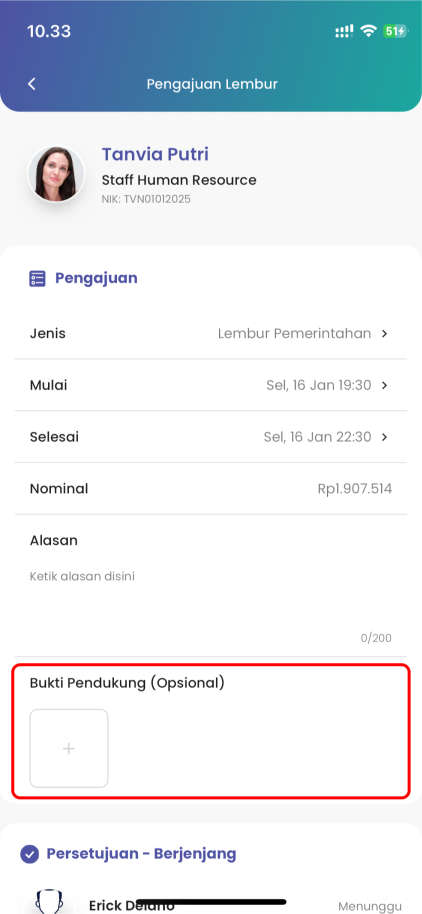 10.33
51
Pengajuan Lembur
Tanvia Putri
Staff Human Resource
NIK: TVN01012025
Pengajuan
Jenis Lembur Pemerintahan
Mulai Sel, 16 Jan 19:30
Selesai Sel, 16 Jan 22:30
Nominal Rp1.907.514
Alasan
Ketik alasan disini
0/200
Bukti Pendukung (Opsional)
Persetujuan - Berjenjang
Erick Delano Menunggu